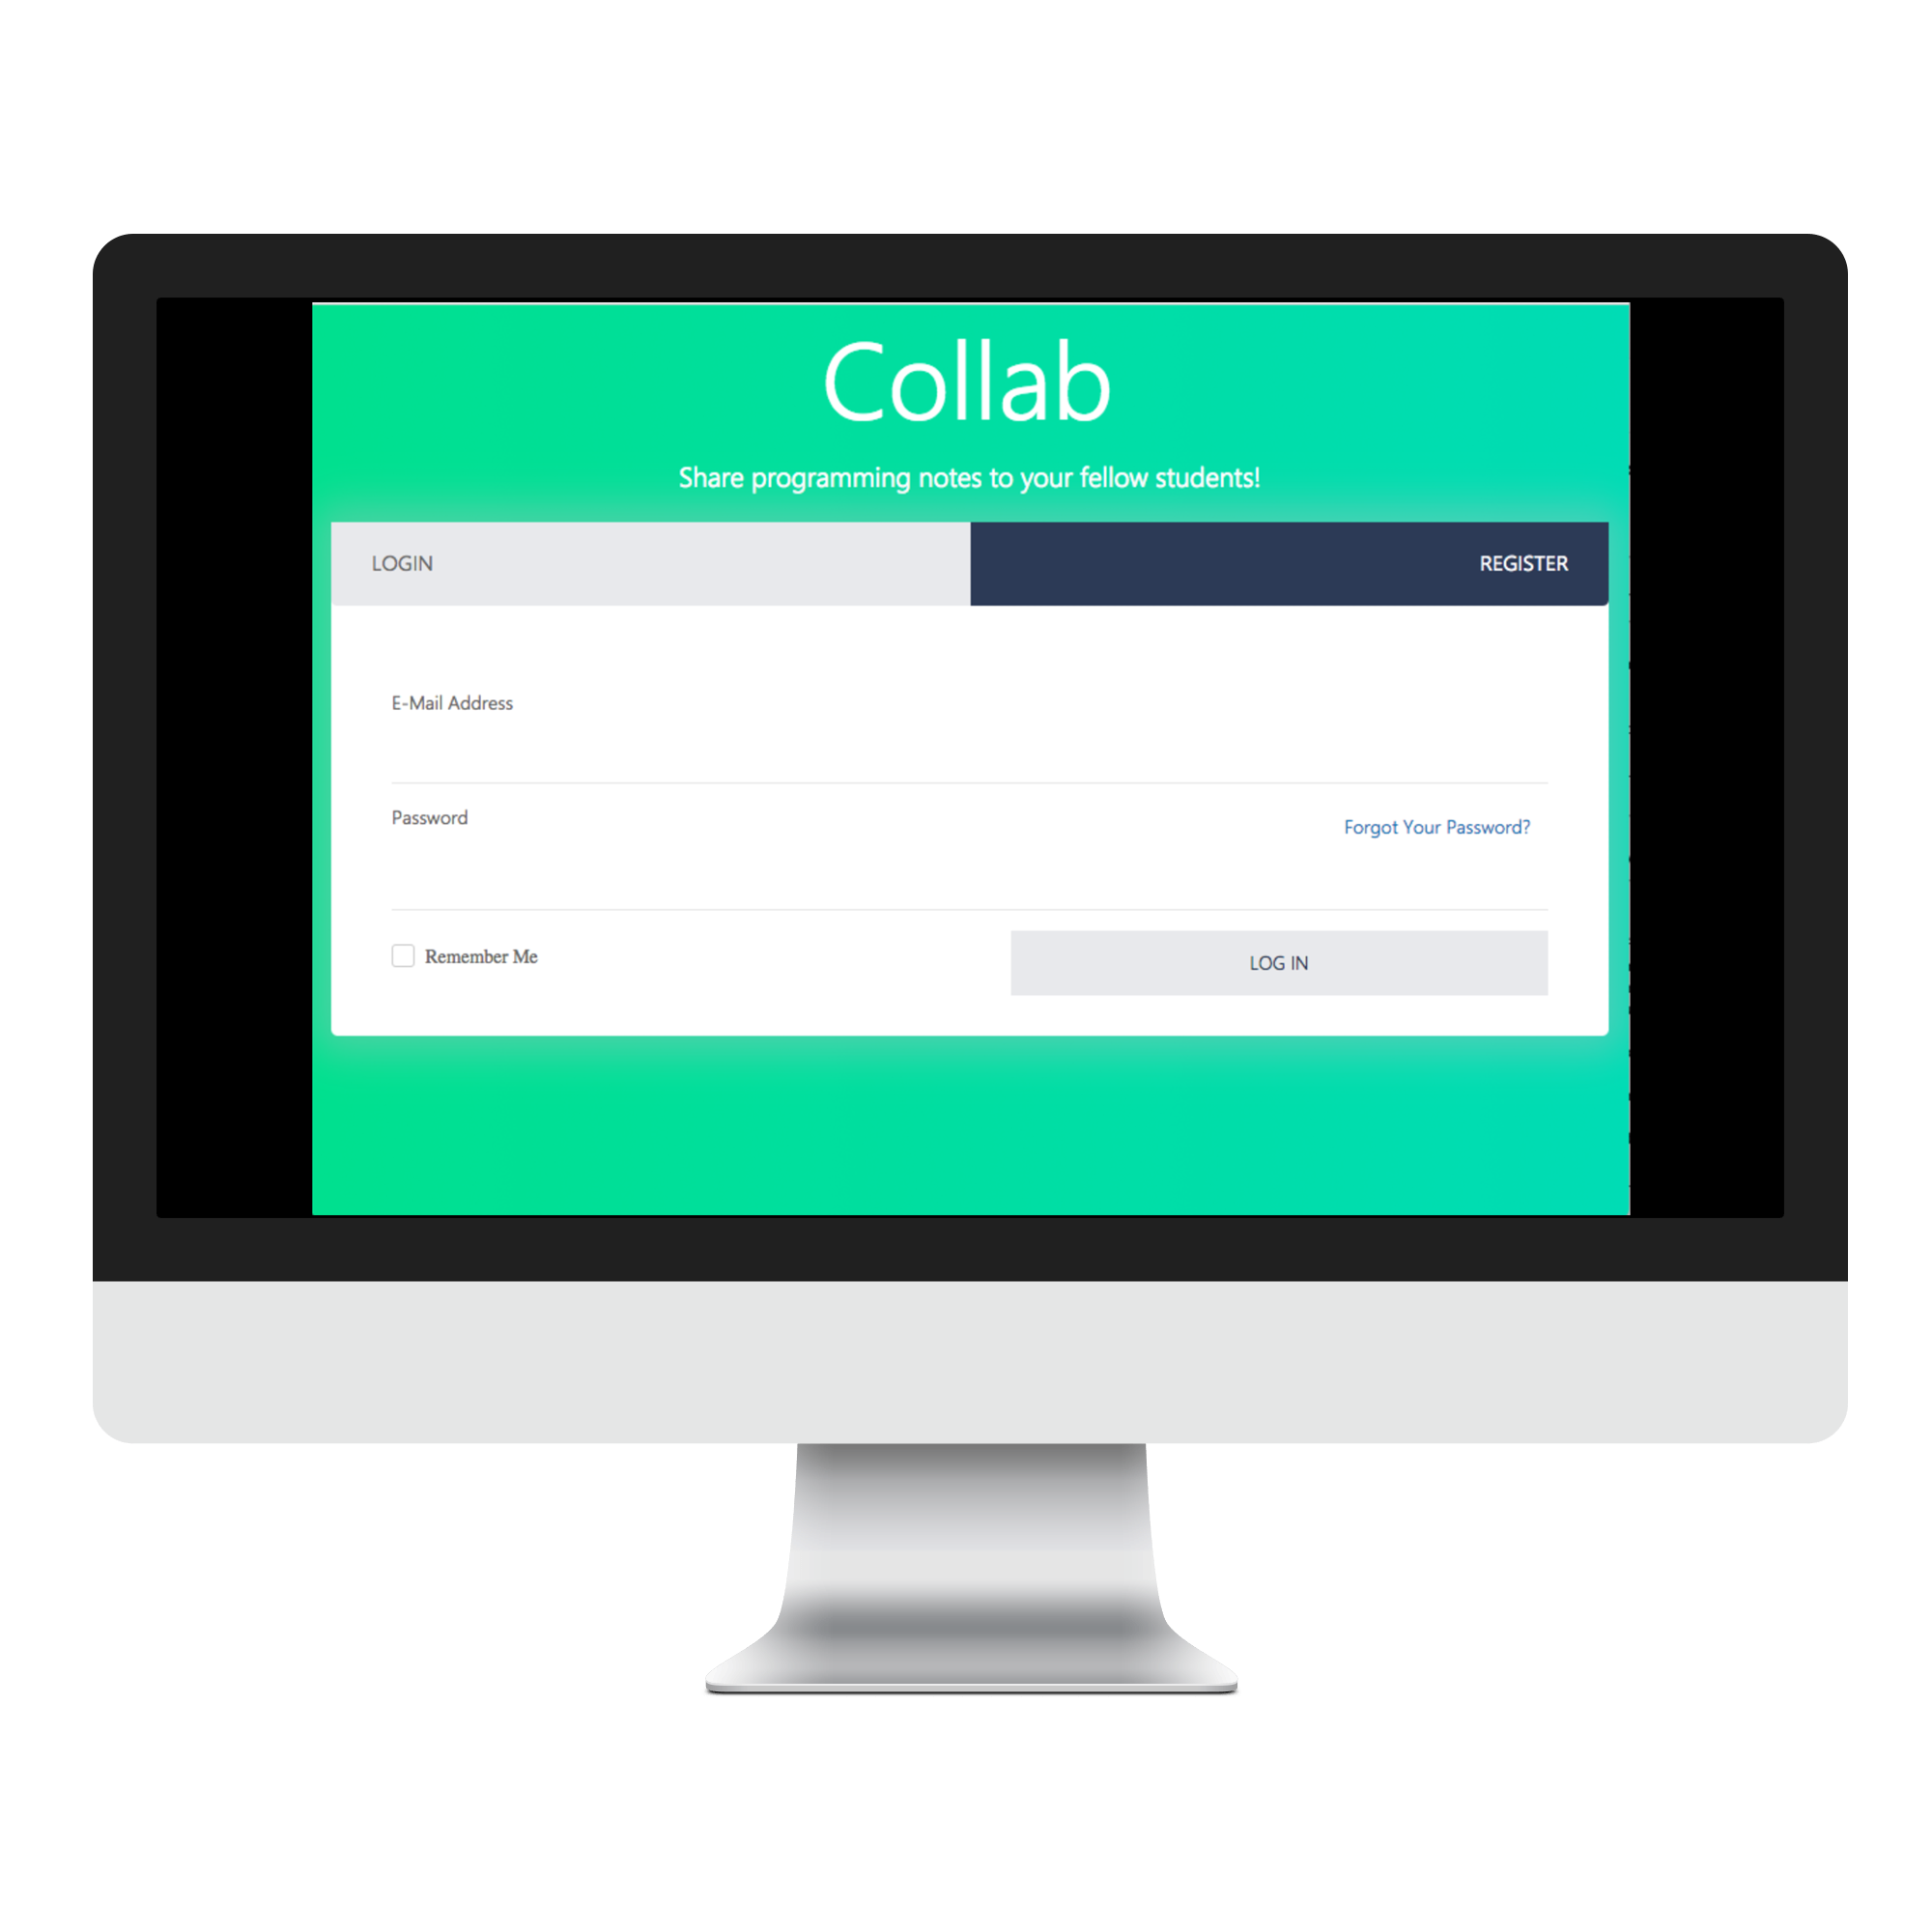 Collab
Share programming notes to your fellow students!
LOGIN
REGISTER
E-Mail Address
Password
Forgot Your Password?
Remember Me
LOG IN